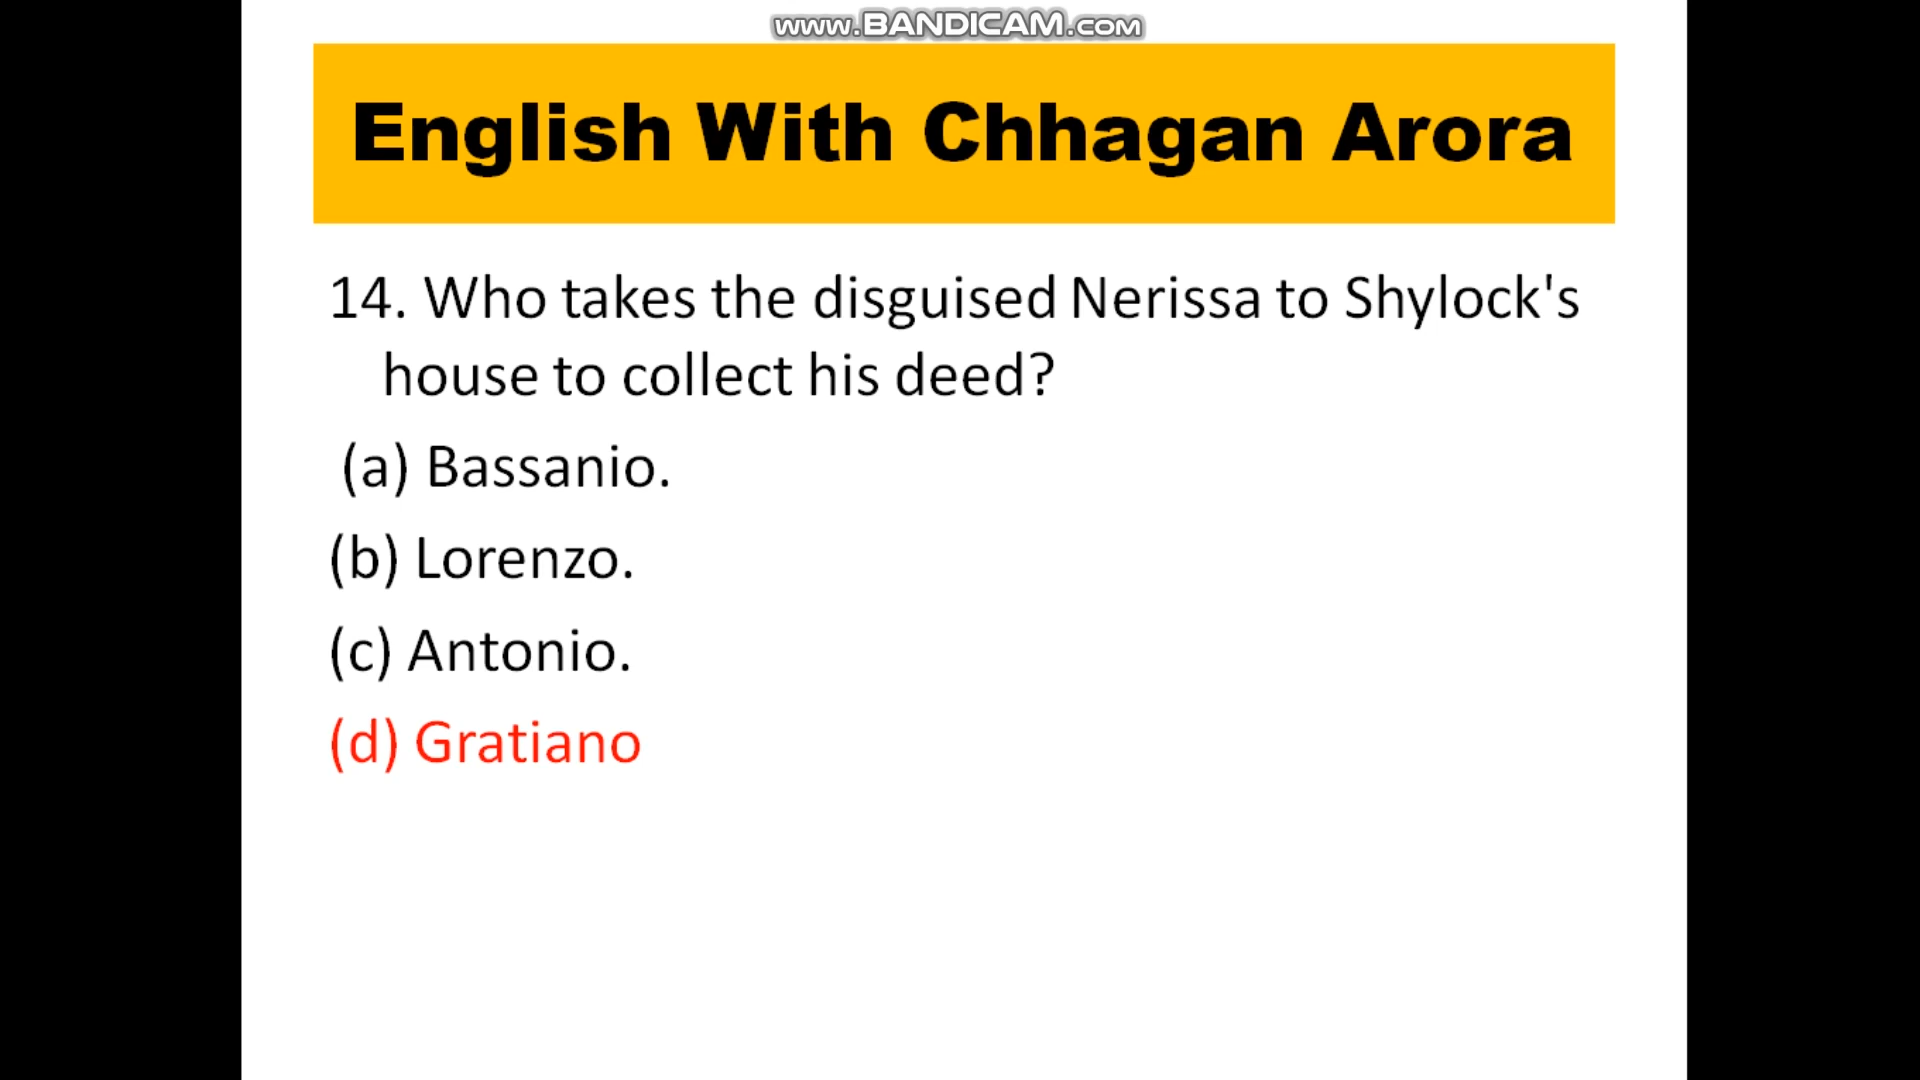 www.BANDICAM.com
English With Chhagan Arora
14. Who takes the disguised Nerissa to Shylock's
house to collect his deed?
(a) Bassanio.
(b) Lorenzo.
(c) Antonio.
(d) Gratiano